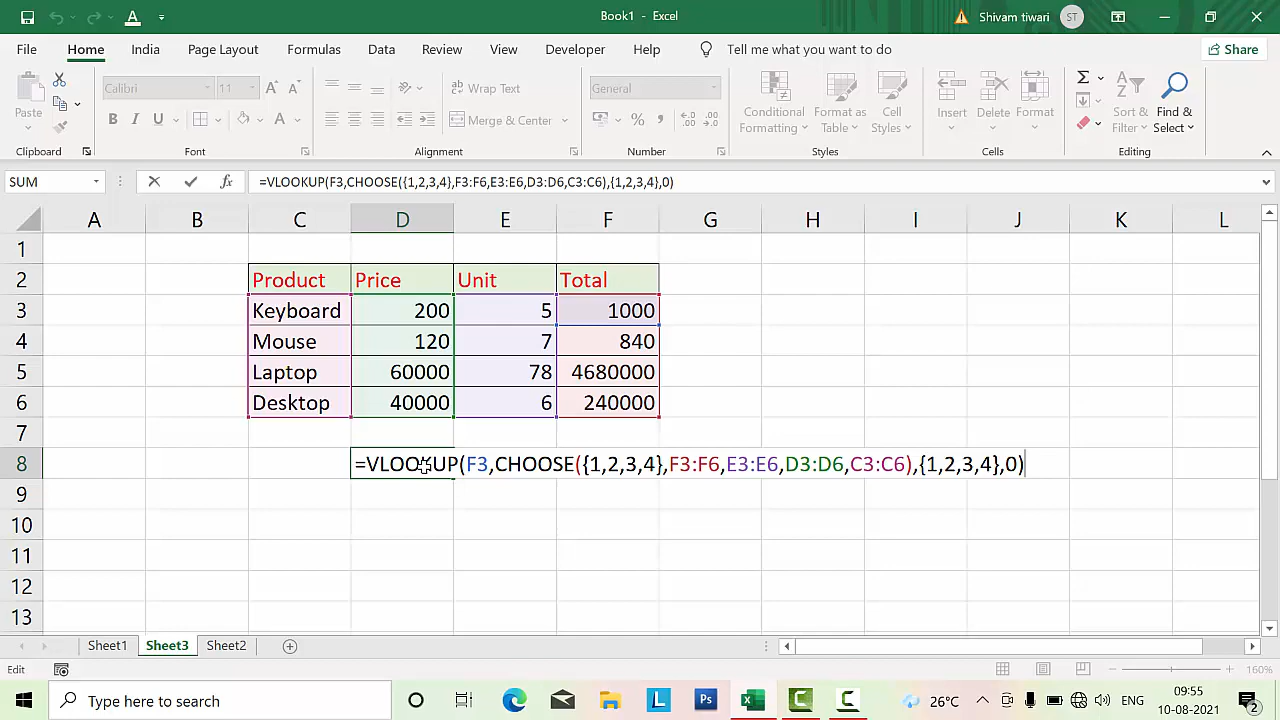 Book1 - Excel
Shivam tiwari ST
File Home India Page Layout Formulas Data Review View Developer Help Tell me what you want to do Share
Paste
Calibri 11
B I U
Wrap Text
Merge & Center
General
Conditional Formatting
Format as Table
Cell Styles
Insert
Delete
Format
Sort & Filter
Find & Select
Clipboard Font Alignment Number Styles Cells Editing
SUM =VLOOKUP(F3,CHOOSE({1,2,3,4},F3:F6,E3:E6,D3:D6,C3:C6),{1,2,3,4},0)
A B C D E F G H I J K L
1
2 Product Price Unit Total
3 Keyboard 200 5 1000
4 Mouse 120 7 840
5 Laptop 60000 78 4680000
6 Desktop 40000 6 240000
7
8 =VLOOKUP(F3,CHOOSE({1,2,3,4},F3:F6,E3:E6,D3:D6,C3:C6),{1,2,3,4},0)
9
10
11
12
13
Sheet1 Sheet3 Sheet2
Edit 160%
Type here to search 26°C ENG 09:55
10-08-2021 2